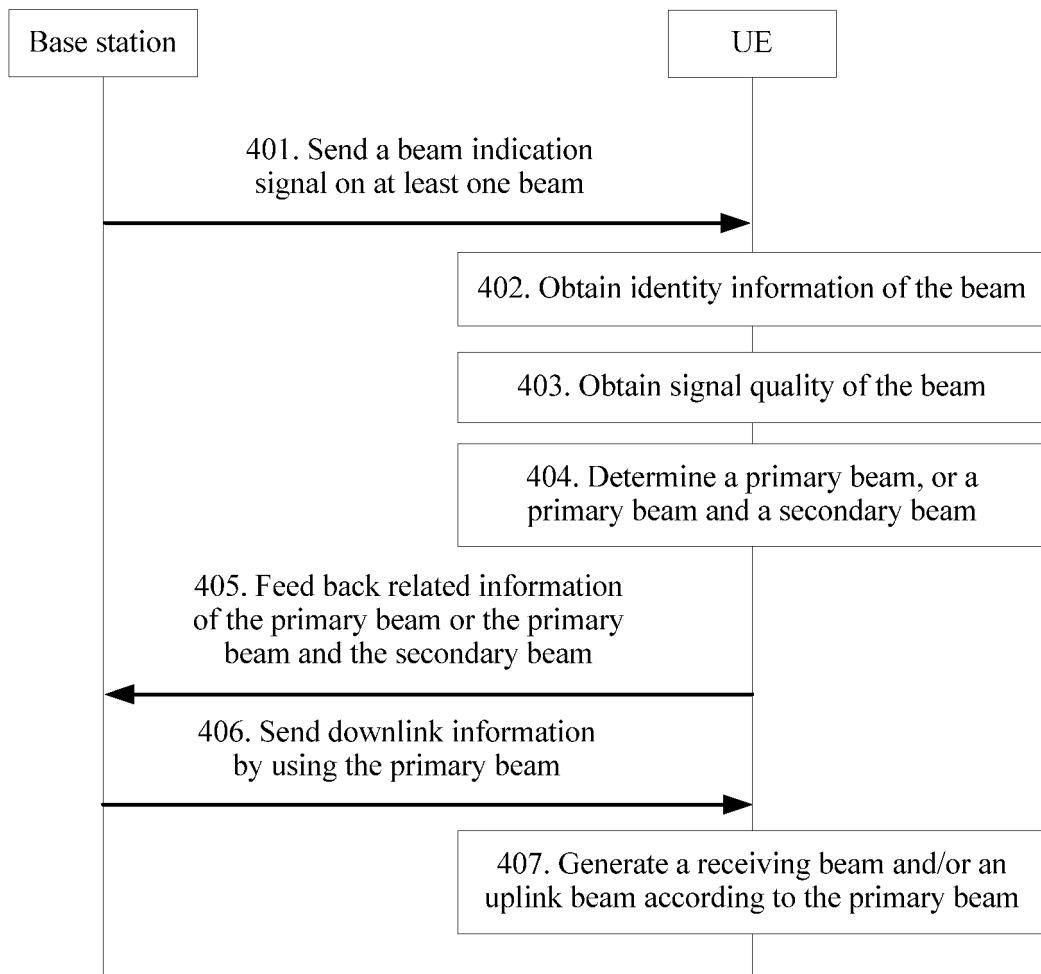 Base station
UE
401. Send a beam indication
signal on at least one beam
402. Obtain identity information of the beam
403. Obtain signal quality of the beam
404. Determine a primary beam, or a
primary beam and a secondary beam
405. Feed back related information
of the primary beam or the primary
beam and the secondary beam
406. Send downlink information
by using the primary beam
407. Generate a receiving beam and/or an
uplink beam according to the primary beam